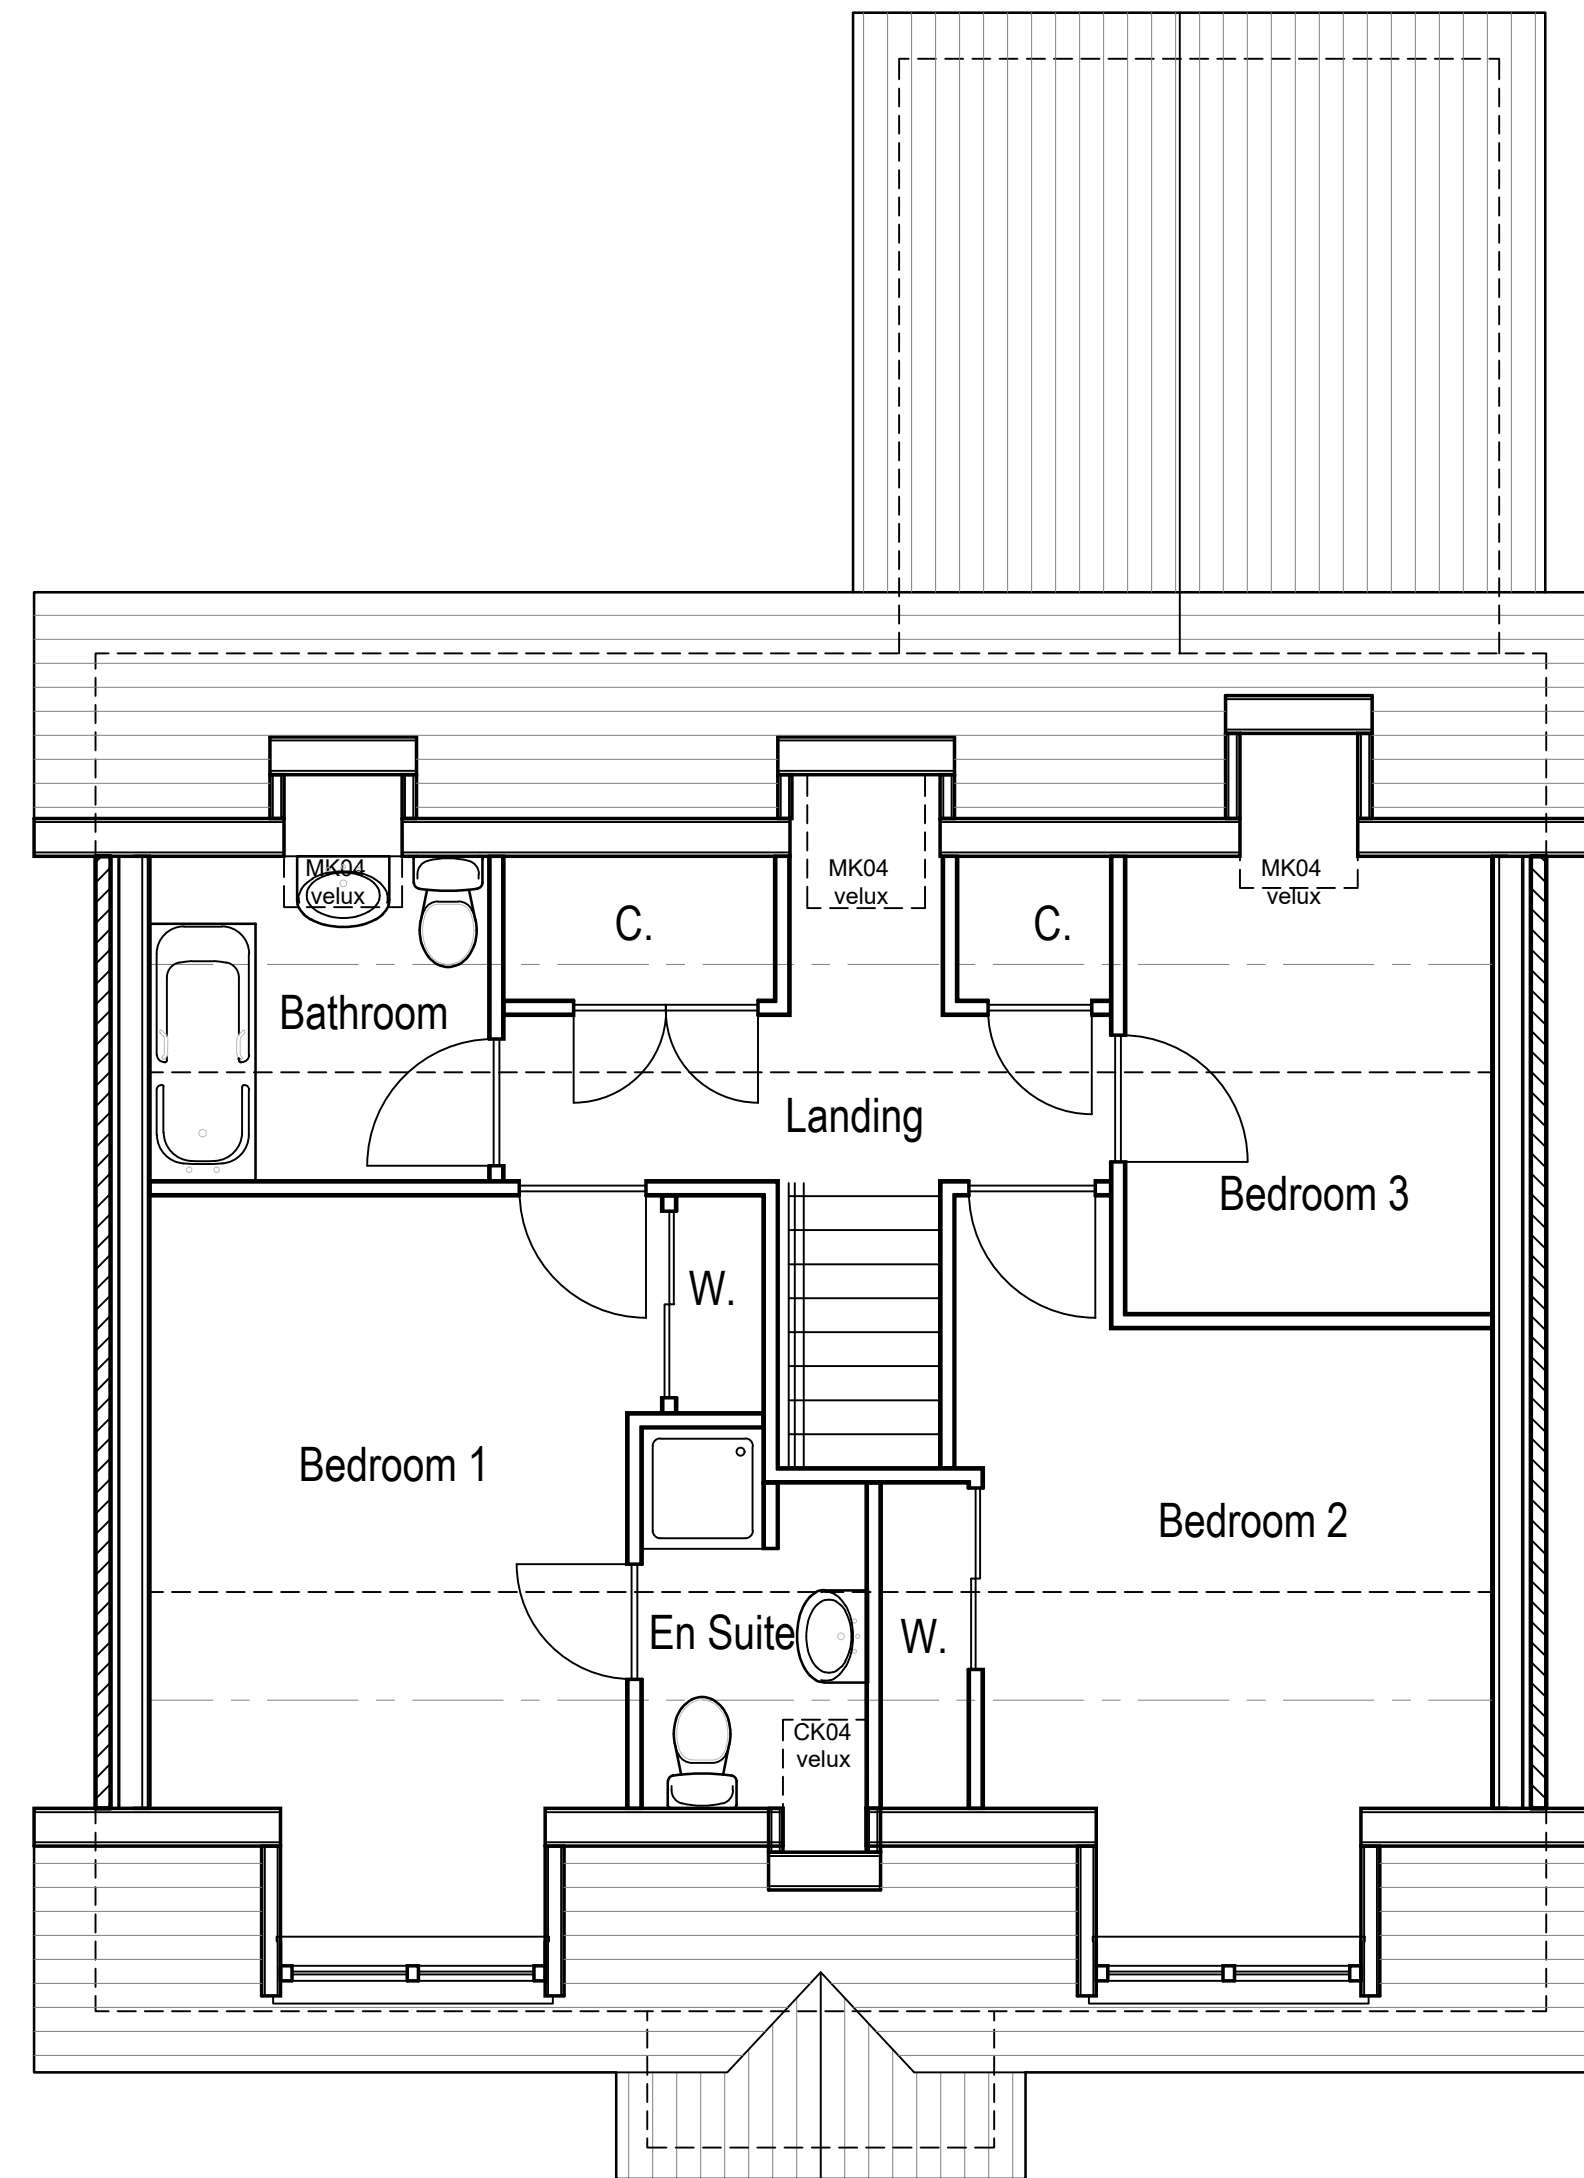 MK04
velux
MK04
velux
MK04
velux
C.
C.
Bathroom
Landing
Bedroom 3
W.
Bedroom 1
Bedroom 2
En Suite
W.
CK04
velux